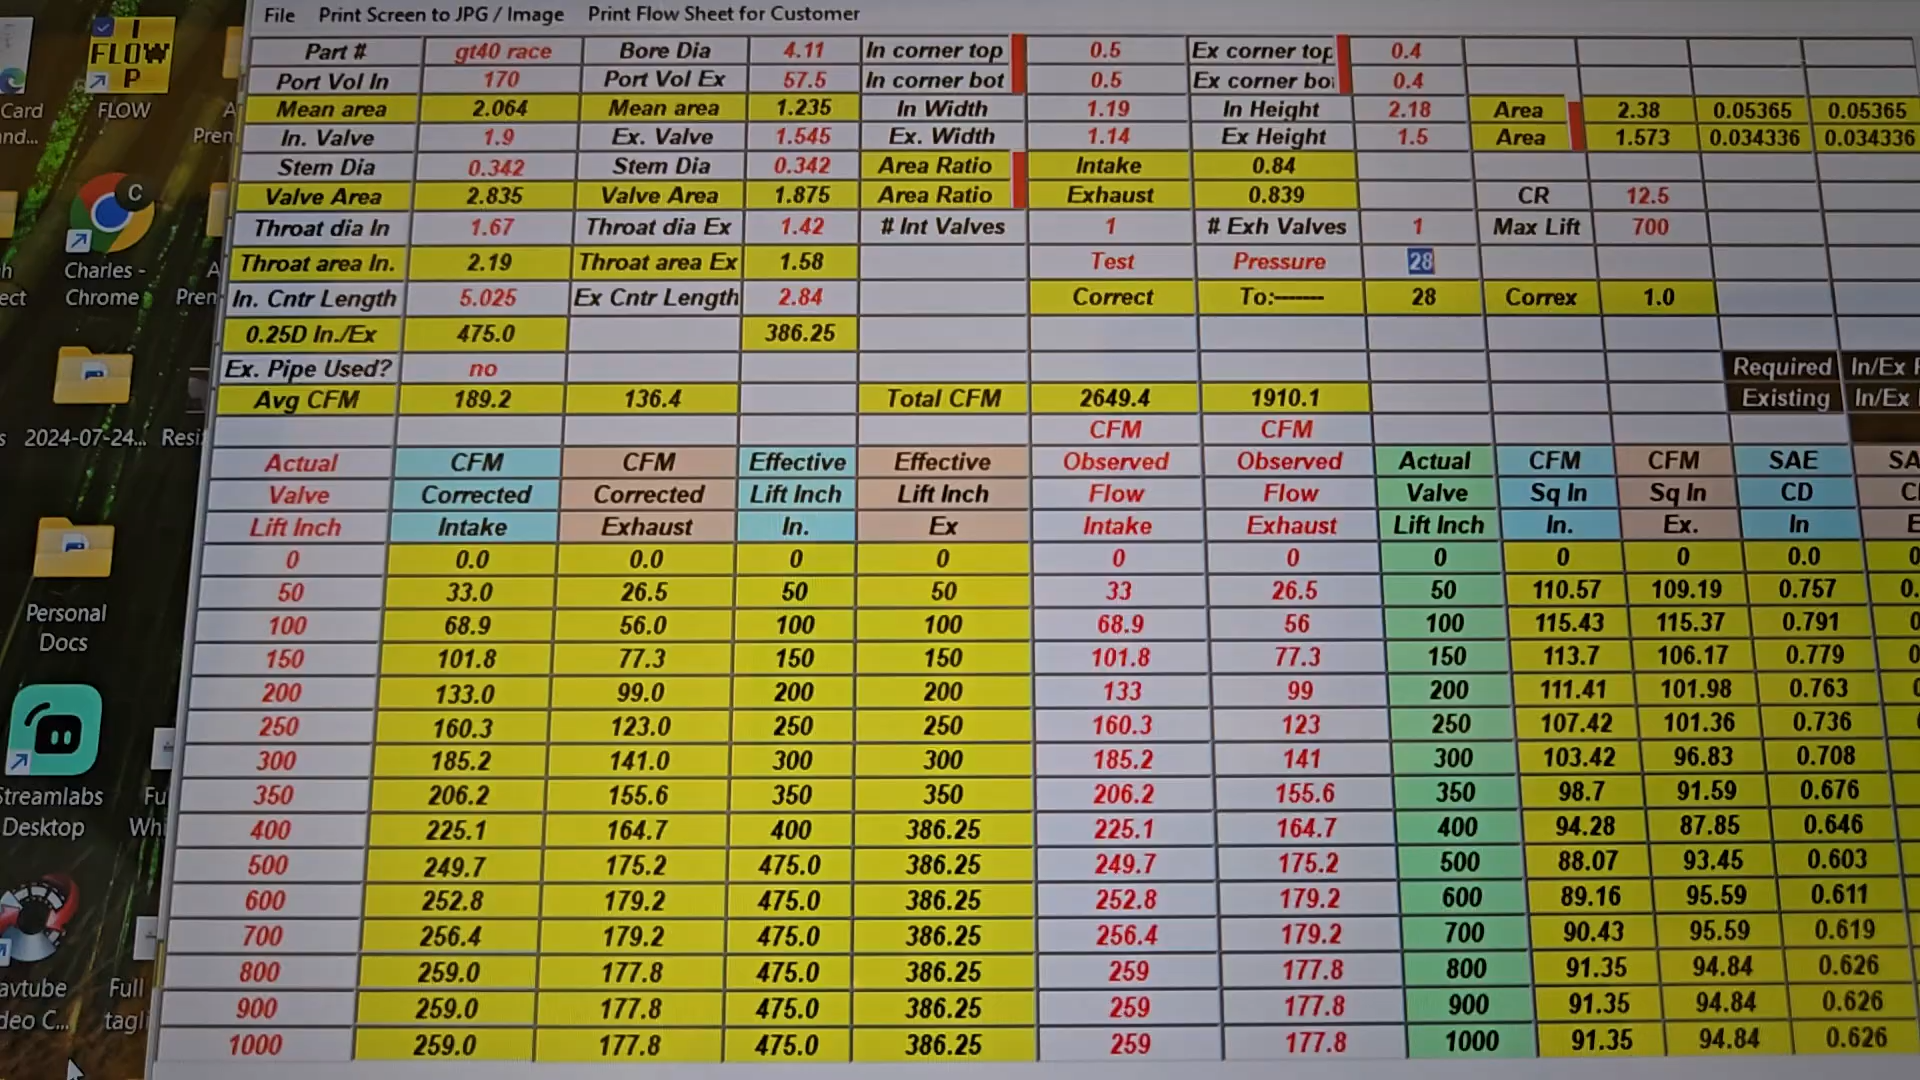 File Print Screen to JPG / Image Print Flow Sheet for Customer
Part # gt40 race Bore Dia 4.11 In corner top 0.5 Ex corner top 0.4
Port Vol In 170 Port Vol Ex 57.5 In corner bot 0.5 Ex corner bo 0.4
Mean area 2.064 Mean area 1.235 In Width 1.19 In Height 2.18 Area 2.38 0.05365 0.05365
In. Valve 1.9 Ex. Valve 1.545 Ex. Width 1.14 Ex Height 1.5 Area 1.573 0.034336 0.034336
Stem Dia 0.342 Stem Dia 0.342 Area Ratio Intake 0.84
Valve Area 2.835 Valve Area 1.875 Area Ratio Exhaust 0.839 CR 12.5
Throat dia In 1.67 Throat dia Ex 1.42 # Int Valves 1 # Exh Valves 1 Max Lift 700
Throat area In. 2.19 Throat area Ex 1.58 Test Pressure 28
In. Cntr Length 5.025 Ex Cntr Length 2.84 Correct To:------- 28 Correx 1.0
0.25D In./Ex 475.0 386.25
Ex. Pipe Used? no Required In/Ex
Avg CFM 189.2 136.4 Total CFM 2649.4 1910.1 Existing In/Ex
CFM CFM
Actual CFM CFM Effective Effective Observed Observed Actual CFM CFM SAE SA
Valve Corrected Corrected Lift Inch Lift Inch Flow Flow Valve Sq In Sq In CD
Lift Inch Intake Exhaust In. Ex Intake Exhaust Lift Inch In. Ex. In
0 0.0 0.0 0 0 0 0 0 0 0 0.0
50 33.0 26.5 50 50 33 26.5 50 110.57 109.19 0.757
100 68.9 56.0 100 100 68.9 56 100 115.43 115.37 0.791
150 101.8 77.3 150 150 101.8 77.3 150 113.7 106.17 0.779
200 133.0 99.0 200 200 133 99 200 111.41 101.98 0.763
250 160.3 123.0 250 250 160.3 123 250 107.42 101.36 0.736
300 185.2 141.0 300 300 185.2 141 300 103.42 96.83 0.708
350 206.2 155.6 350 350 206.2 155.6 350 98.7 91.59 0.676
400 225.1 164.7 400 386.25 225.1 164.7 400 94.28 87.85 0.646
500 249.7 175.2 475.0 386.25 249.7 175.2 500 88.07 93.45 0.603
600 252.8 179.2 475.0 386.25 252.8 179.2 600 89.16 95.59 0.611
700 256.4 179.2 475.0 386.25 256.4 179.2 700 90.43 95.59 0.619
800 259.0 177.8 475.0 386.25 259 177.8 800 91.35 94.84 0.626
900 259.0 177.8 475.0 386.25 259 177.8 900 91.35 94.84 0.626
1000 259.0 177.8 475.0 386.25 259 177.8 1000 91.35 94.84 0.626
FLOW
P
Card
nd...
FLOW
Prem
Charles -
Chrome
Prem
2024-07-24...
Resi
Personal
Docs
Streamlabs
Desktop
Fu
Whi
avtube
deo C...
Full
tagli